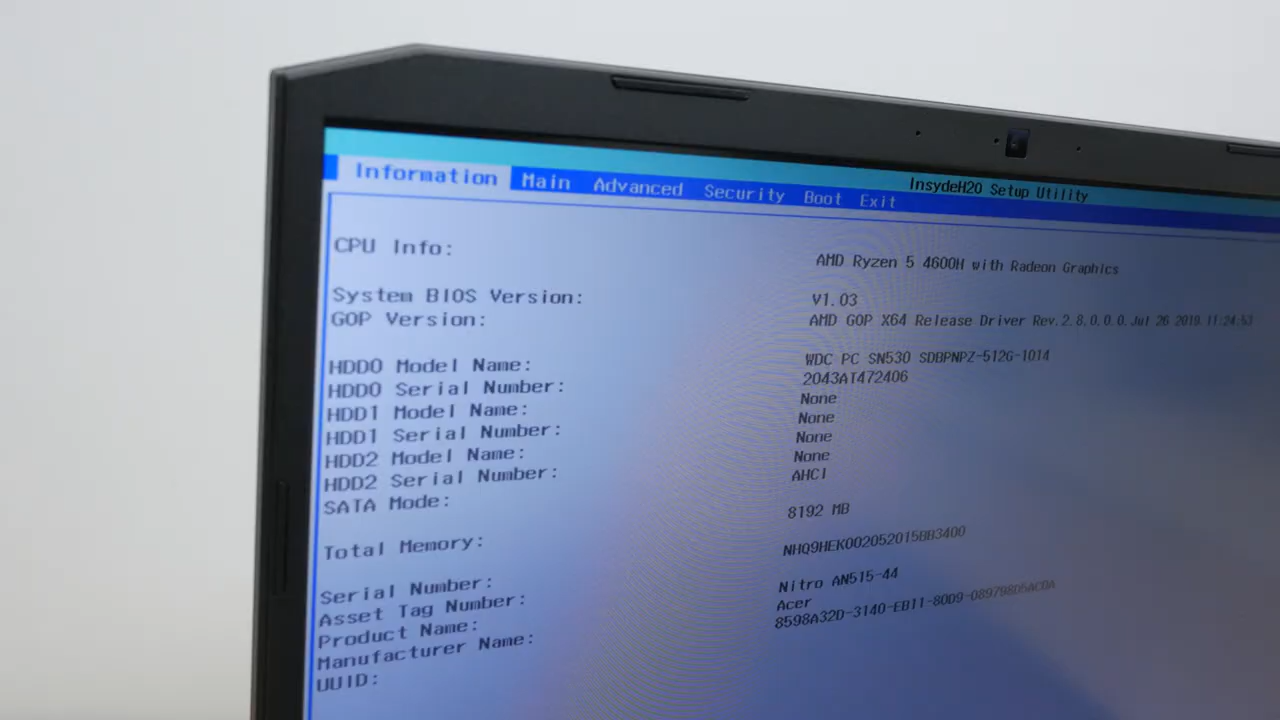 InsydeH20 Setup Utility
Information Main Advanced Security Boot Exit
CPU Info: AMD Ryzen 5 4600H with Radeon Graphics
System BIOS Version: V1.03
GOP Version: AMD GOP X64 Release Driver Rev.2.8.0.0.0.Jul 26 2019.11:24:53
HDD0 Model Name: WDC PC SN530 SDBPNPZ-512G-1014
HDD0 Serial Number: 2043AT472406
HDD1 Model Name: None
HDD1 Serial Number: None
HDD2 Model Name: None
HDD2 Serial Number: None
SATA Mode: AHCI
Total Memory: 8192 MB
Serial Number: NHQ9HEK002052015BB3400
Asset Tag Number:
Product Name: Nitro AN515-44
Manufacturer Name: Acer
UUID: 8598A32D-3140-EB11-80D9-089798D5ACDA